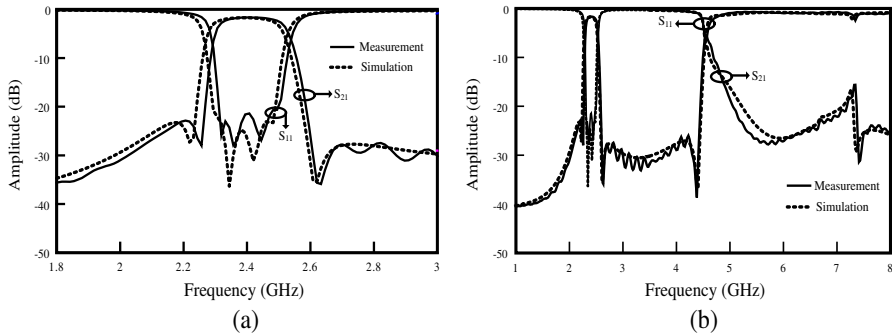 0
-10
-20
-30
-40
-50
Amplitude (dB)
Measurement
Simulation
S21
S11
1.8
2
2.2
2.4
2.6
2.8
3
Frequency (GHz)
(a)
0
-10
-20
-30
-40
-50
Amplitude (dB)
S11
S21
Measurement
Simulation
1
2
3
4
5
6
7
8
Frequency (GHz)
(b)